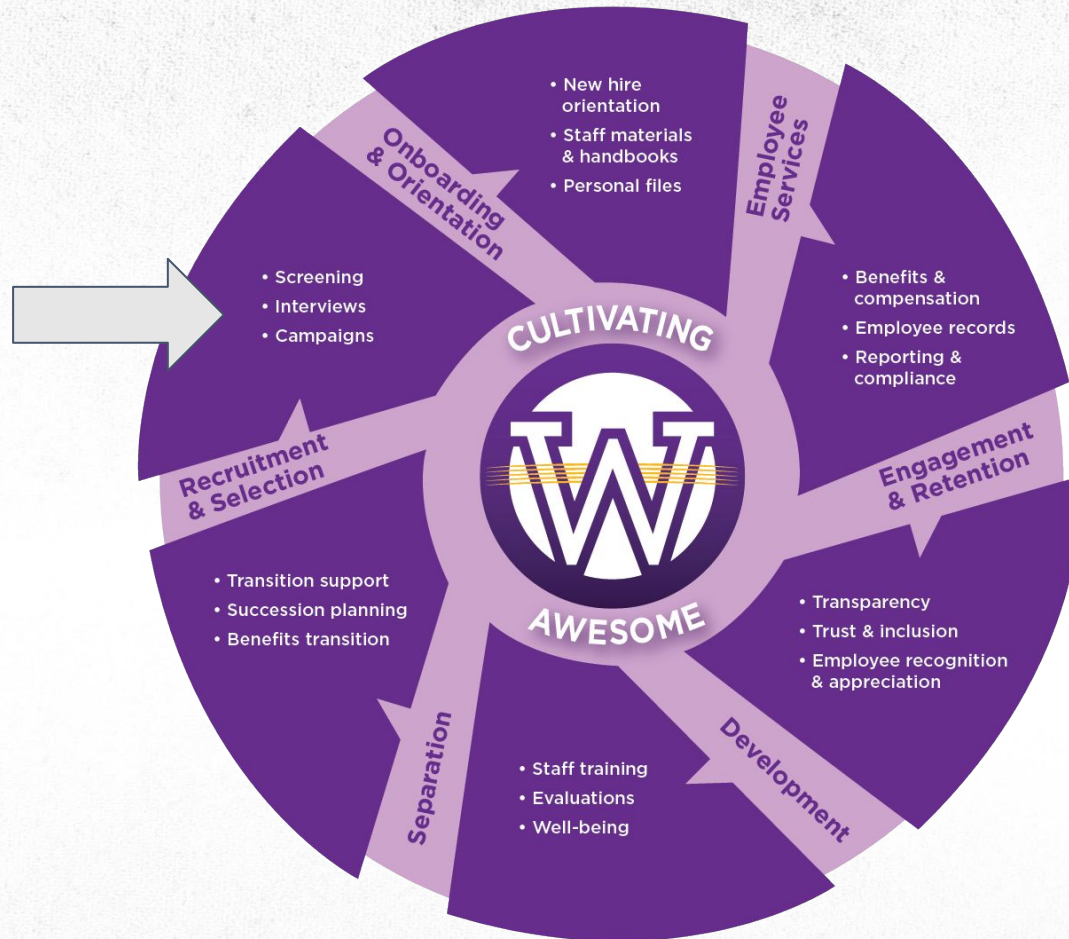 Recruitment
& Selection
• Screening
• Interviews
• Campaigns
Onboarding
& Orientation
• New hire
orientation
• Staff materials
& handbooks
• Personal files
Employee
Services
• Benefits &
compensation
• Employee records
• Reporting &
compliance
Engagement
& Retention
• Transparency
• Trust & inclusion
• Employee recognition
& appreciation
Development
• Staff training
• Evaluations
• Well-being
Separation
• Transition support
• Succession planning
• Benefits transition
CULTIVATING
W
AWESOME